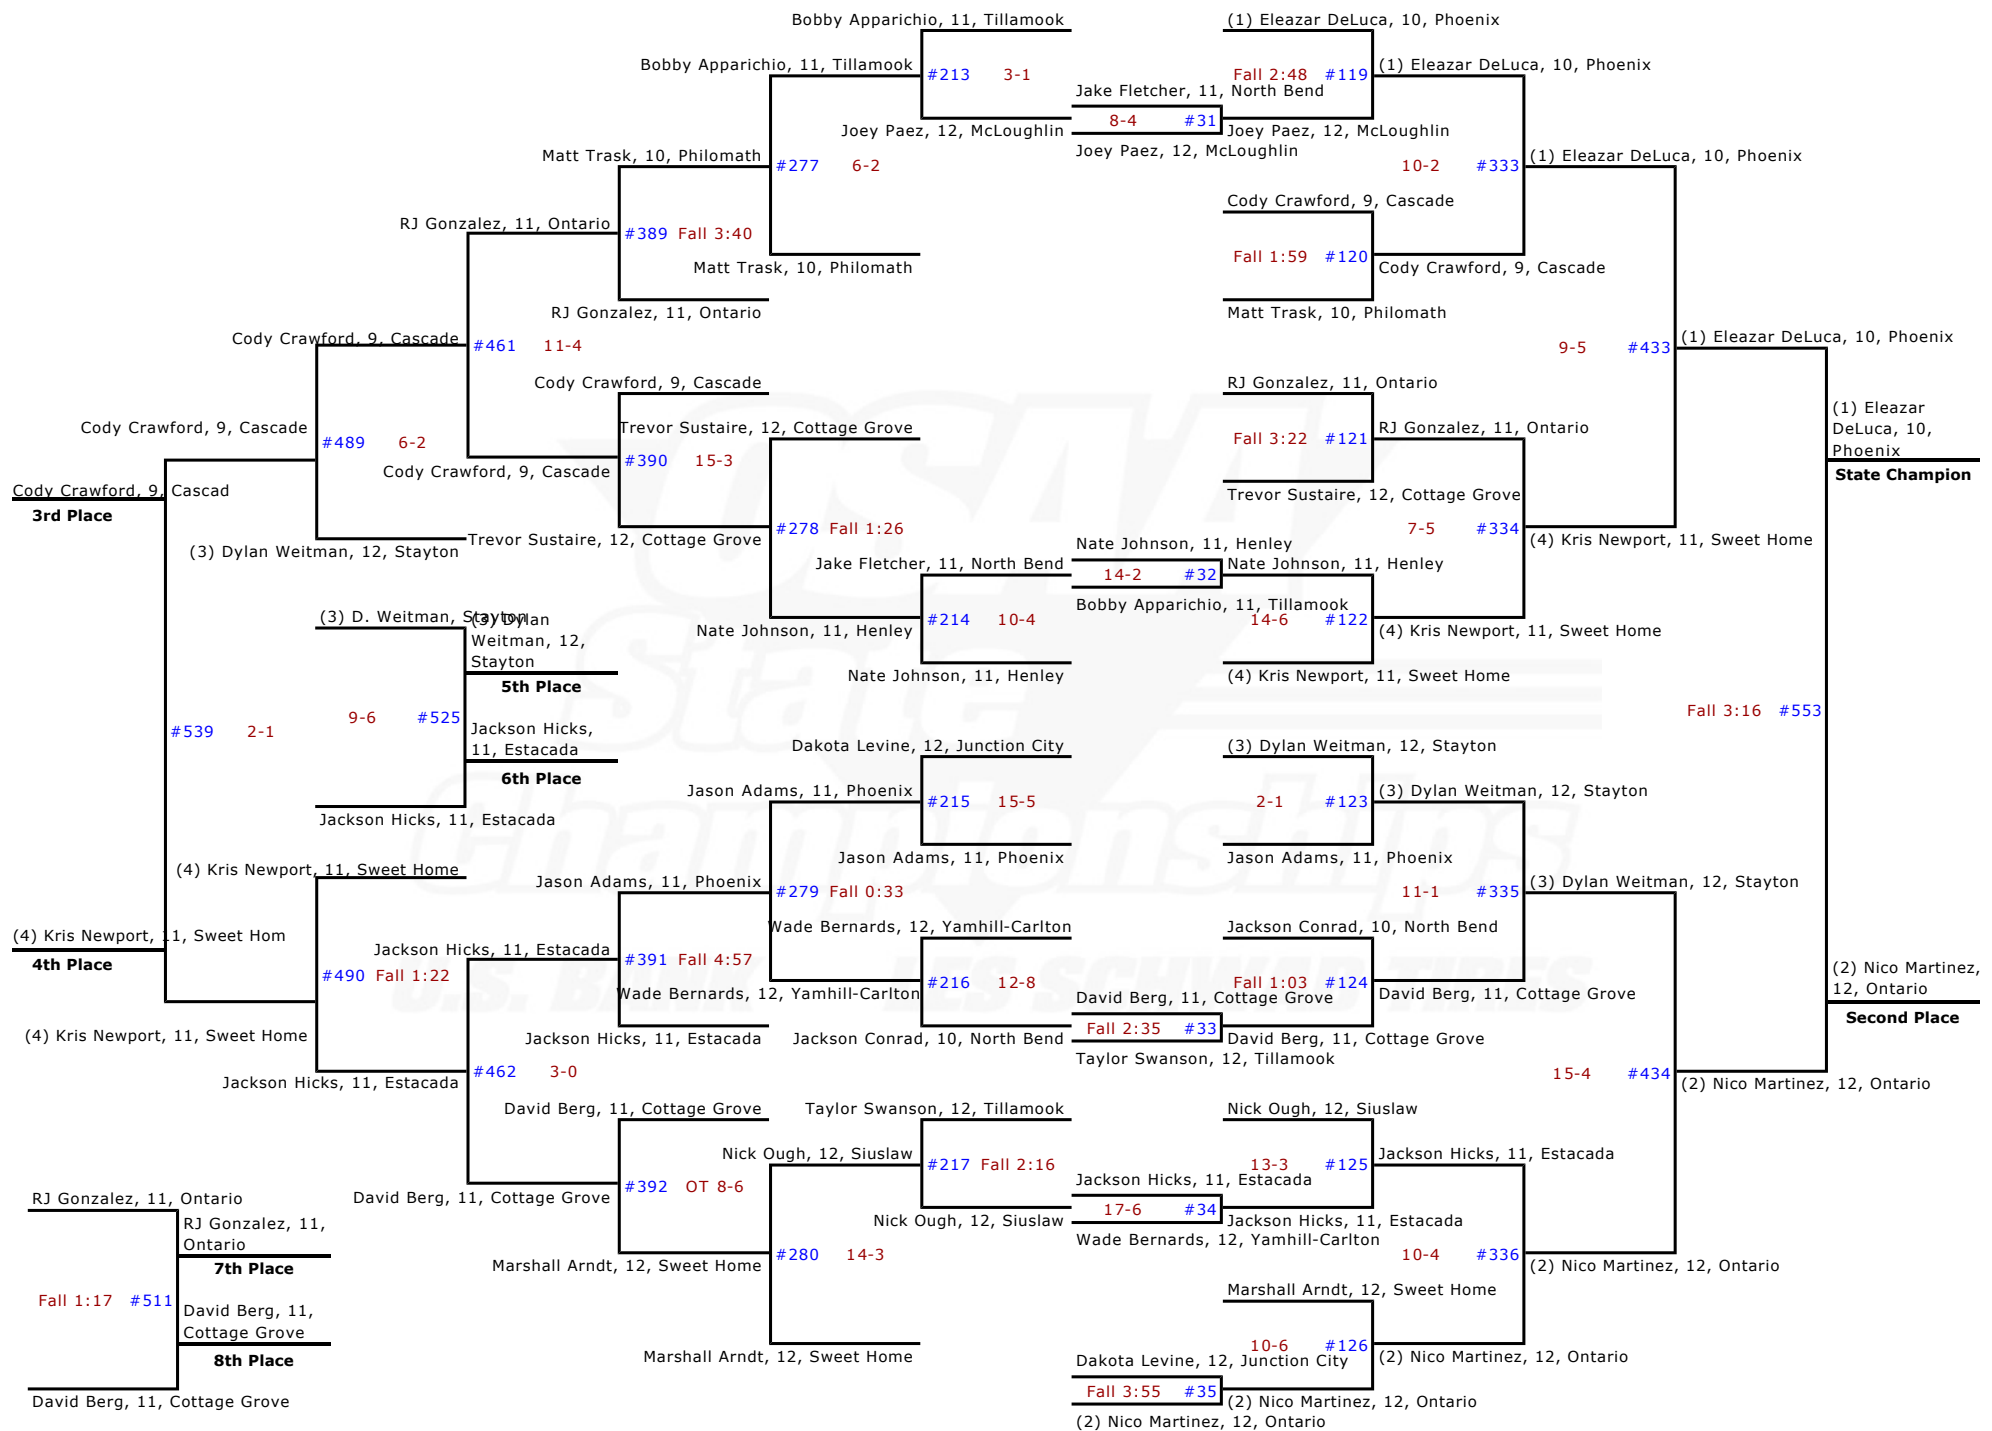 Bobby Apparichio, 11, Tillamook
(1) Eleazar DeLuca, 10, Phoenix
Bobby Apparichio, 11, Tillamook
#213 3-1
Fall 2:48 #119
(1) Eleazar DeLuca, 10, Phoenix
Jake Fletcher, 11, North Bend
8-4 #31
Joey Paez, 12, McLoughlin
Joey Paez, 12, McLoughlin
Joey Paez, 12, McLoughlin
Matt Trask, 10, Philomath
#277 6-2
10-2 #333
(1) Eleazar DeLuca, 10, Phoenix
Cody Crawford, 9, Cascade
RJ Gonzalez, 11, Ontario
#389 Fall 3:40
Fall 1:59 #120
Matt Trask, 10, Philomath
Cody Crawford, 9, Cascade
RJ Gonzalez, 11, Ontario
Matt Trask, 10, Philomath
Cody Crawford, 9, Cascade
#461 11-4
9-5 #433
(1) Eleazar DeLuca, 10, Phoenix
Cody Crawford, 9, Cascade
RJ Gonzalez, 11, Ontario
Cody Crawford, 9, Cascade
#489 6-2
Trevor Sustaire, 12, Cottage Grove
Fall 3:22 #121
RJ Gonzalez, 11, Ontario
(1) Eleazar
DeLuca, 10,
Phoenix
State Champion
Cody Crawford, 9, Cascade
#390 15-3
Cody Crawford, 9, Cascad
3rd Place
Trevor Sustaire, 12, Cottage Grove
#278 Fall 1:26
7-5 #334
(4) Kris Newport, 11, Sweet Home
(3) Dylan Weitman, 12, Stayton
Trevor Sustaire, 12, Cottage Grove
Nate Johnson, 11, Henley
Jake Fletcher, 11, North Bend
14-2 #32
Nate Johnson, 11, Henley
Bobby Apparichio, 11, Tillamook
(3) D. Weitman, Stayton
(3) Dylan
Weitman, 12,
Stayton
5th Place
#214 10-4
14-6 #122
Nate Johnson, 11, Henley
(4) Kris Newport, 11, Sweet Home
Nate Johnson, 11, Henley
(4) Kris Newport, 11, Sweet Home
Fall 3:16 #553
#539 2-1
9-6 #525
Jackson Hicks,
11, Estacada
6th Place
Dakota Levine, 12, Junction City
(3) Dylan Weitman, 12, Stayton
Jason Adams, 11, Phoenix
#215 15-5
2-1 #123
(3) Dylan Weitman, 12, Stayton
Jackson Hicks, 11, Estacada
Jason Adams, 11, Phoenix
Jason Adams, 11, Phoenix
(4) Kris Newport, 11, Sweet Home
Jason Adams, 11, Phoenix
#279 Fall 0:33
11-1 #335
(3) Dylan Weitman, 12, Stayton
Wade Bernards, 12, Yamhill-Carlton
Jackson Conrad, 10, North Bend
(4) Kris Newport, 11, Sweet Hom
4th Place
Jackson Hicks, 11, Estacada
#391 Fall 4:57
#490 Fall 1:22
#216 12-8
Fall 1:03 #124
(2) Nico Martinez,
12, Ontario
Second Place
Wade Bernards, 12, Yamhill-Carlton
David Berg, 11, Cottage Grove
David Berg, 11, Cottage Grove
Fall 2:35 #33
(4) Kris Newport, 11, Sweet Home
Jackson Hicks, 11, Estacada
Jackson Conrad, 10, North Bend
David Berg, 11, Cottage Grove
Taylor Swanson, 12, Tillamook
Jackson Hicks, 11, Estacada
#462 3-0
15-4 #434
(2) Nico Martinez, 12, Ontario
David Berg, 11, Cottage Grove
Taylor Swanson, 12, Tillamook
Nick Ough, 12, Siuslaw
Nick Ough, 12, Siuslaw
#217 Fall 2:16
13-3 #125
Jackson Hicks, 11, Estacada
Jackson Hicks, 11, Estacada
David Berg, 11, Cottage Grove
#392 OT 8-6
RJ Gonzalez, 11, Ontario
17-6 #34
RJ Gonzalez, 11,
Ontario
7th Place
Nick Ough, 12, Siuslaw
Jackson Hicks, 11, Estacada
Wade Bernards, 12, Yamhill-Carlton
Marshall Arndt, 12, Sweet Home
#280 14-3
10-4 #336
(2) Nico Martinez, 12, Ontario
Marshall Arndt, 12, Sweet Home
Fall 1:17 #511
David Berg, 11,
Cottage Grove
8th Place
Marshall Arndt, 12, Sweet Home
10-6 #126
Dakota Levine, 12, Junction City
(2) Nico Martinez, 12, Ontario
Fall 3:55 #35
David Berg, 11, Cottage Grove
(2) Nico Martinez, 12, Ontario
(2) Nico Martinez, 12, Ontario
OSAA
State
Championships
U.S. BANK LES SCHWAB TIRES